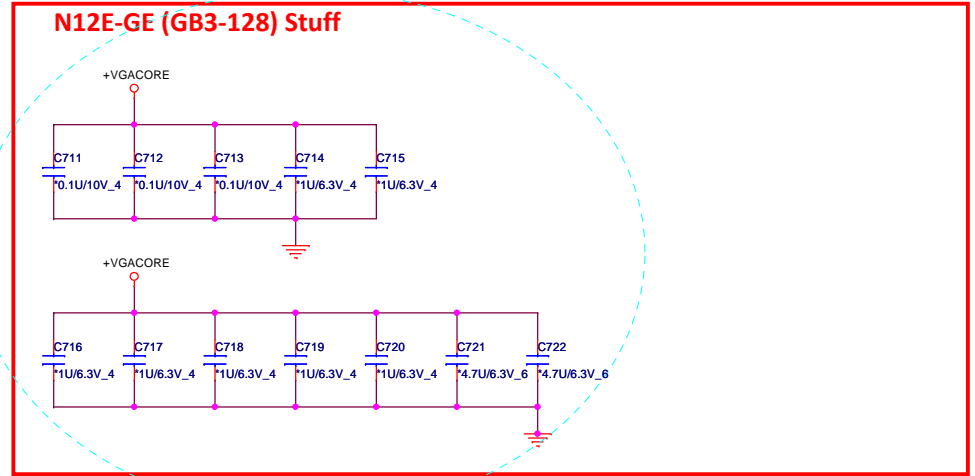 N12E-GE (GB3-128) Stuff
+VGACORE
C711 C712 C713 C714 C715
*0.1U/10V_4 *0.1U/10V_4 *0.1U/10V_4 *1U/6.3V_4 *1U/6.3V_4
+VGACORE
C716 C717 C718 C719 C720 C721 C722
*1U/6.3V_4 *1U/6.3V_4 *1U/6.3V_4 *1U/6.3V_4 *1U/6.3V_4 *4.7U/6.3V_6 *4.7U/6.3V_6